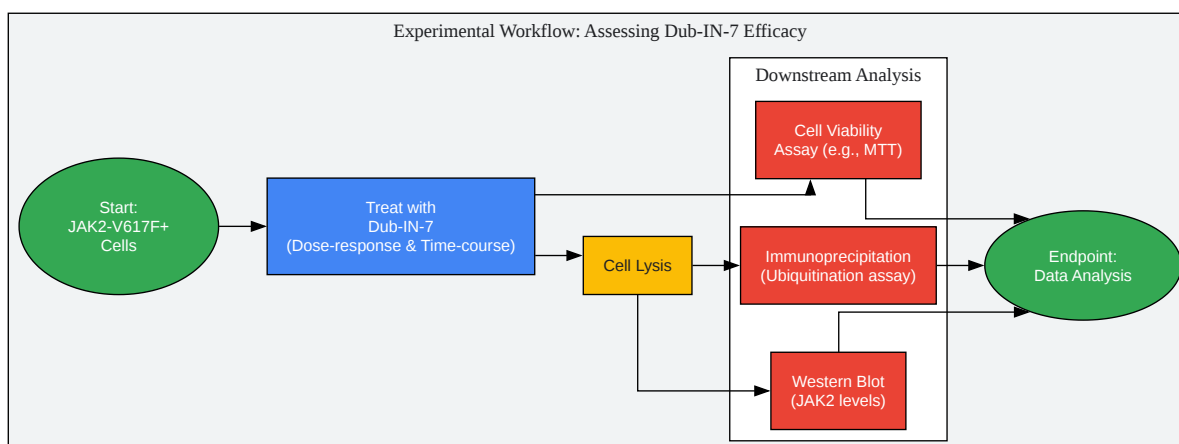 Experimental Workflow: Assessing Dub-IN-7 Efficacy
Downstream Analysis
Cell Viability
Assay (e.g., MTT)
Start:
JAK2-V617F+
Cells
Treat with
Dub-IN-7
(Dose-response & Time-course)
Cell Lysis
Immunoprecipitation
(Ubiquitination assay)
Endpoint:
Data Analysis
Western Blot
(JAK2 levels)